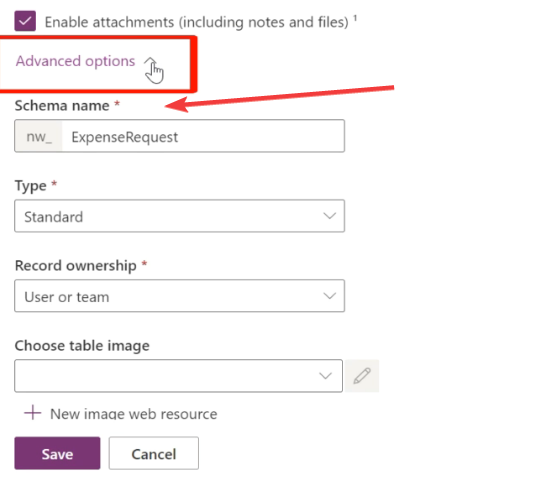 Enable attachments (including notes and files) ¹
Advanced options
Schema name *
nw_ ExpenseRequest
Type *
Standard
Record ownership *
User or team
Choose table image
New image web resource
Save Cancel